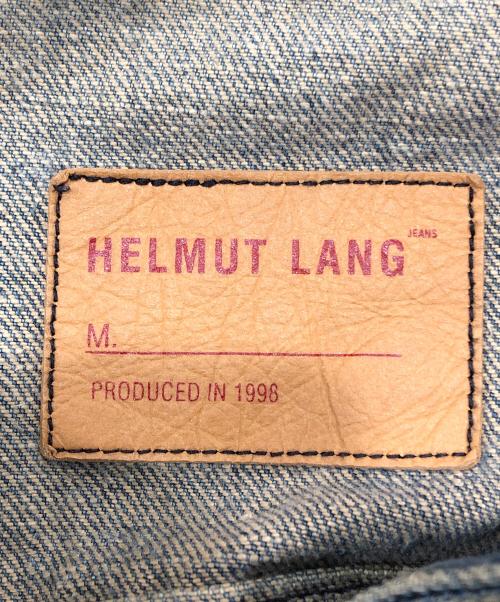 HELMUT LANG JEANS
M.
PRODUCED IN 1998